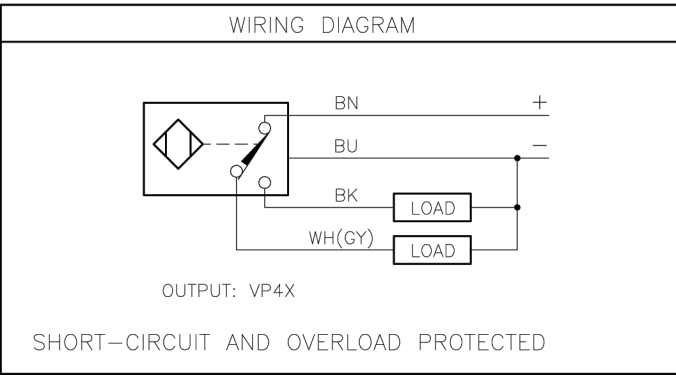 WIRING DIAGRAM
BN +
BU −
BK LOAD
WH(GY) LOAD
OUTPUT: VP4X
SHORT-CIRCUIT AND OVERLOAD PROTECTED